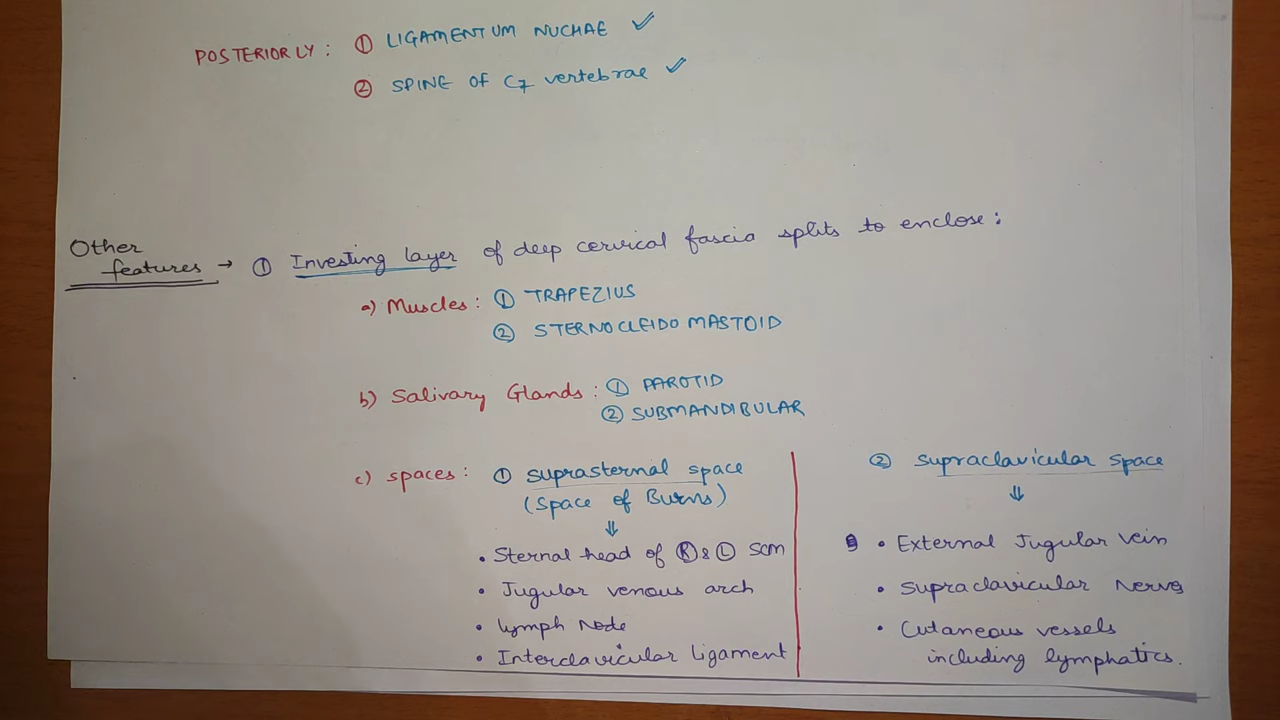 POSTERIORLY: ① LIGAMENTUM NUCHAE ✓
② SPINE OF C7 vertebrae ✓
Other
features → ① Investing layer of deep cervical fascia splits to enclose:
a) Muscles: ① TRAPEZIUS
② STERNOCLEIDO MASTOID
b) Salivary Glands: ① PAROTID
② SUBMANDIBULAR
c) Spaces: ① Suprasternal space
(Space of Burns)
⇓
• Sternal head of Ⓡ & Ⓛ SCM
• Jugular venous arch
• Lymph Node
• Interclavicular Ligament
② Supraclavicular space
⇓
• External Jugular vein
• Supraclavicular Nerves
• Cutaneous vessels
including lymphatics.